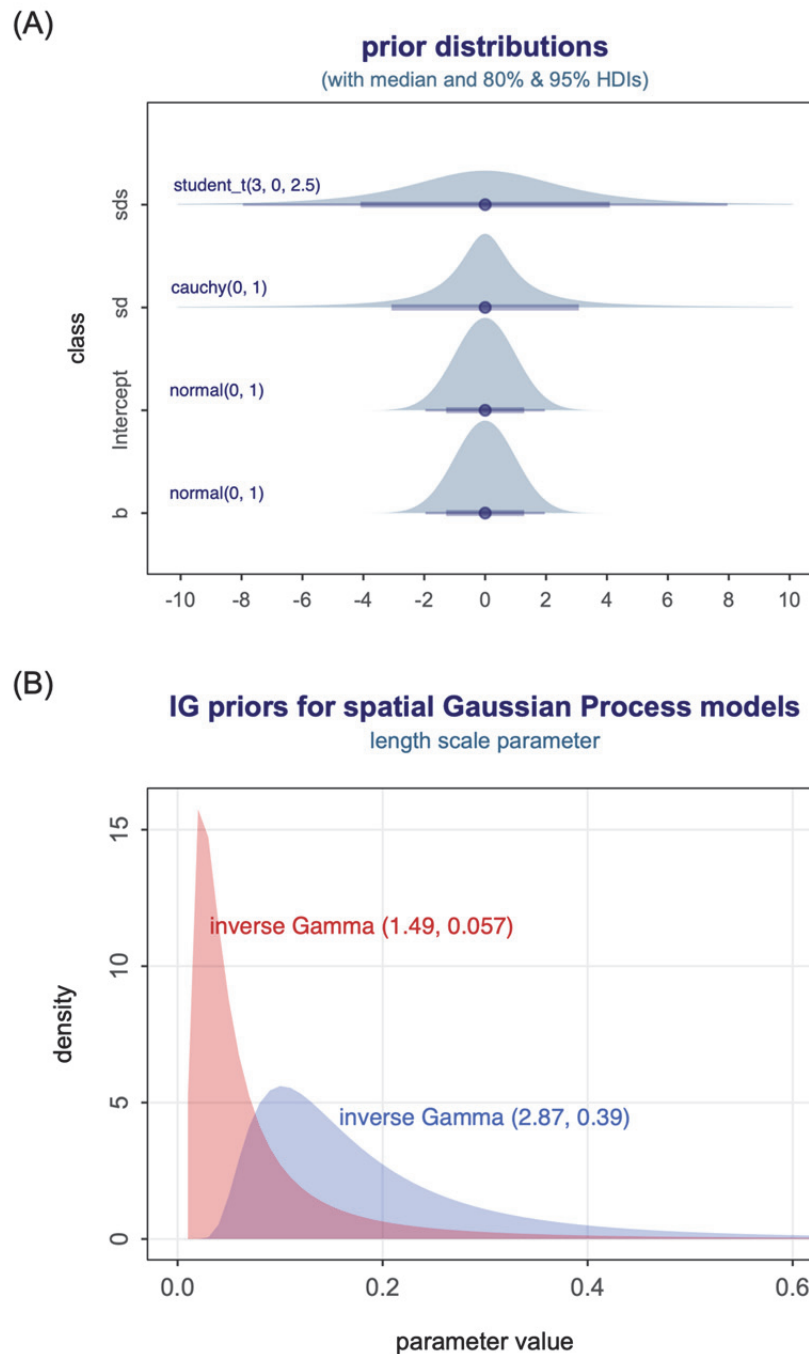 (A)
prior distributions
(with median and 80% & 95% HDIs)
student_t(3, 0, 2.5)
sds
cauchy(0, 1)
sd
class
normal(0, 1)
Intercept
normal(0, 1)
b
-10 -8 -6 -4 -2 0 2 4 6 8 10
(B)
IG priors for spatial Gaussian Process models
length scale parameter
15
inverse Gamma (1.49, 0.057)
10
density
5
inverse Gamma (2.87, 0.39)
0
0.0 0.2 0.4 0.6
parameter value